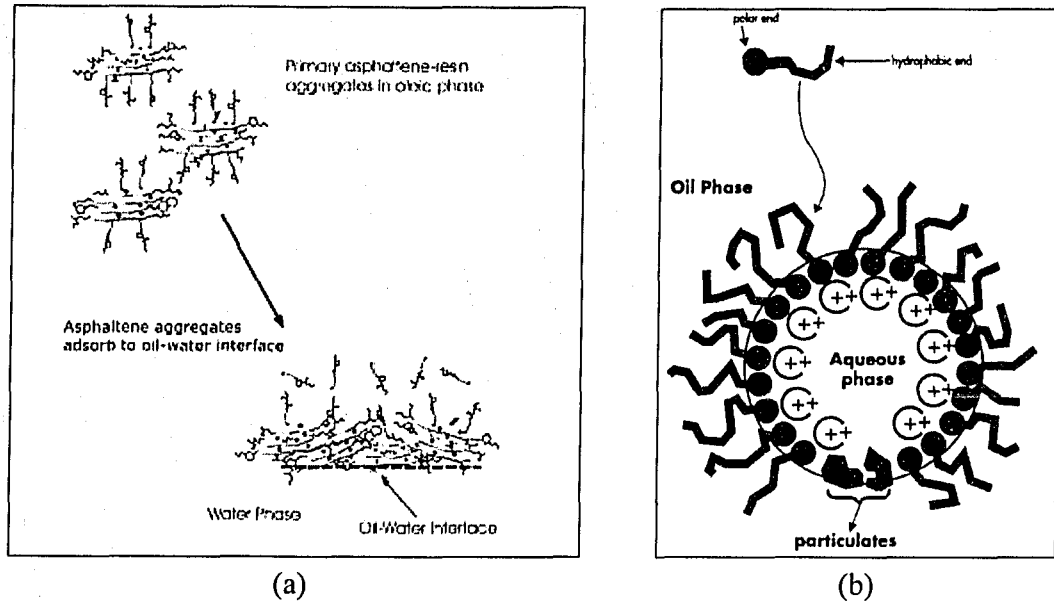 Primary asphaltene-resin
aggregates in oleic phase
Asphaltene aggregates
adsorb to oil-water interface
Water Phase
Oil-Water Interface
(a)
polar end
hydrophobic end
Oil Phase
++
++
++
++
++
++
++
++
++
++
Aqueous
phase
particulates
(b)